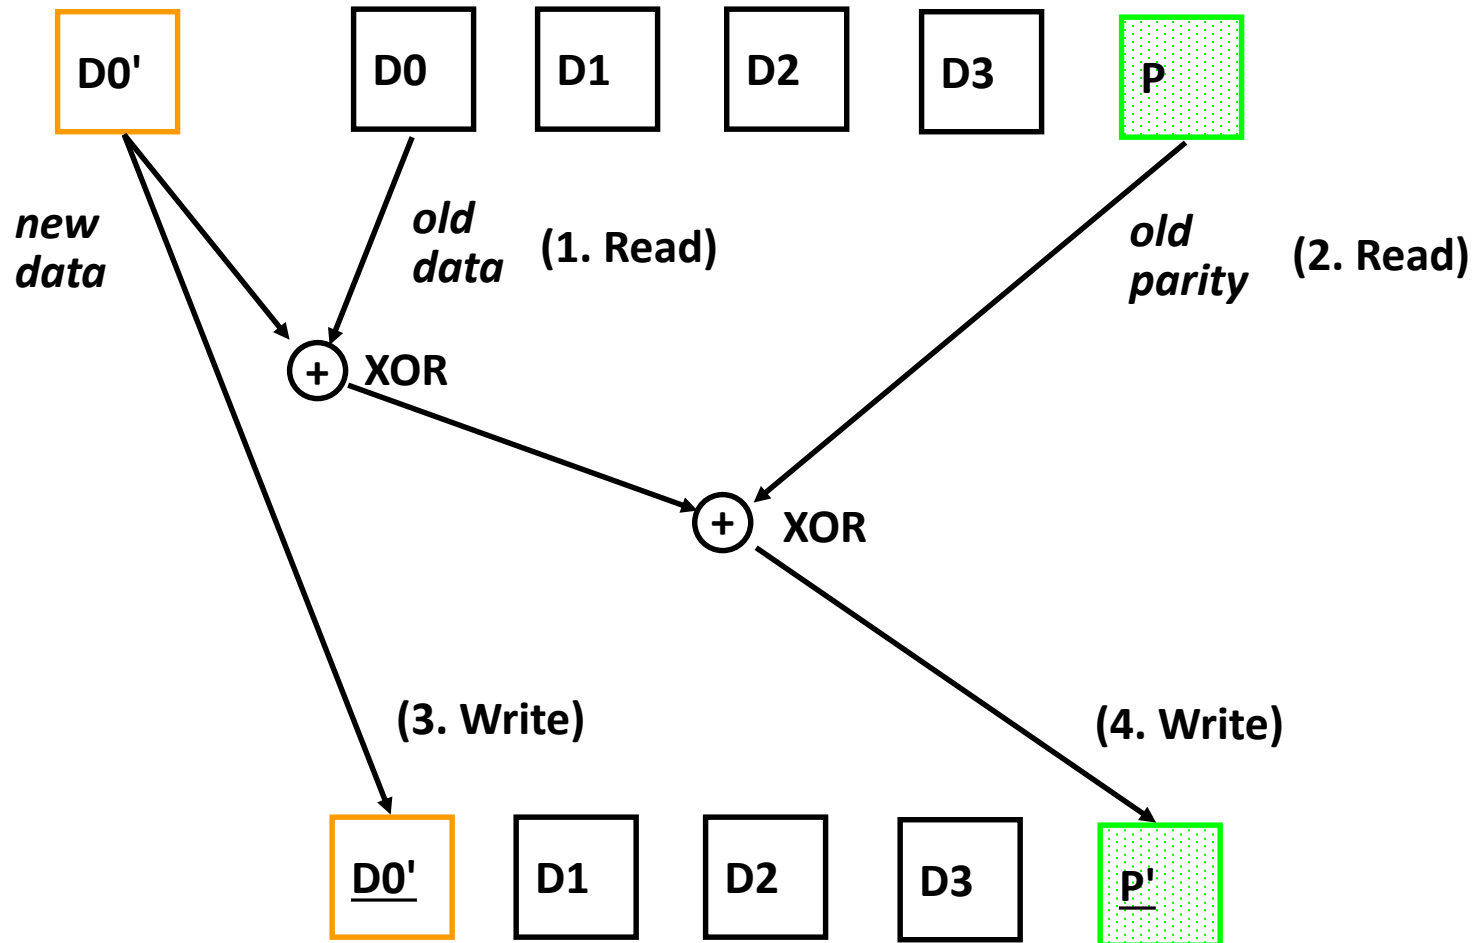 D0'
D0
D1
D2
D3
P
new
data
old
data
(1. Read)
old
parity
(2. Read)
+
XOR
+
XOR
(3. Write)
(4. Write)
D0'
D1
D2
D3
P'